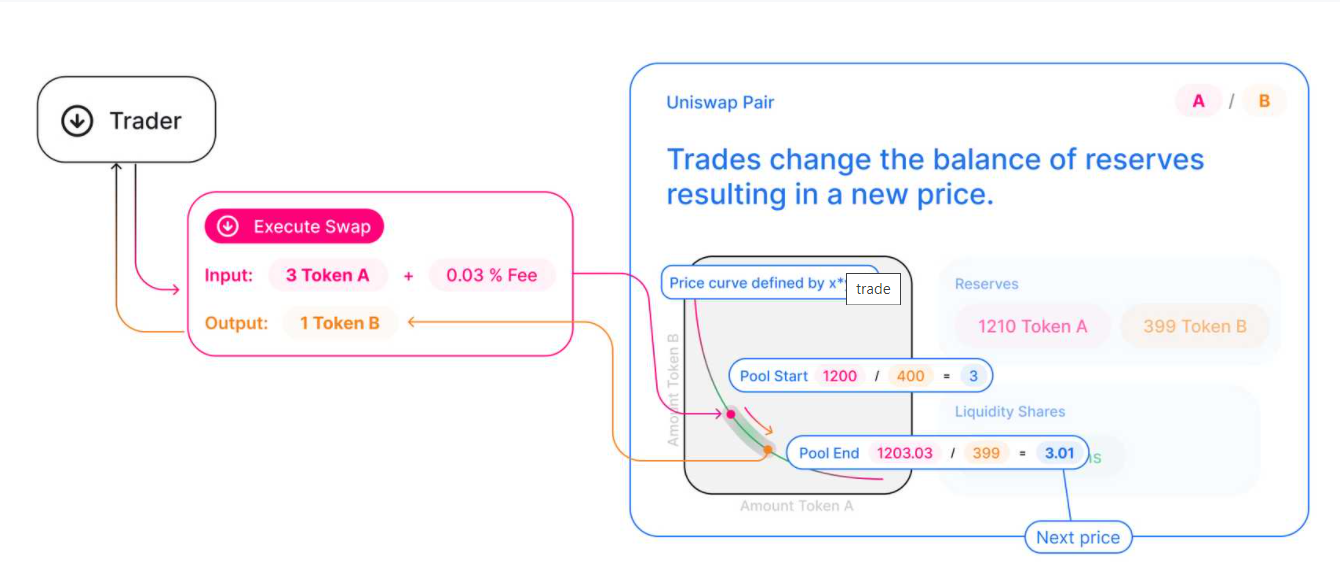 Trader
Execute Swap
Input: 3 Token A + 0.03 % Fee
Output: 1 Token B
Uniswap Pair
A / B
Trades change the balance of reserves
resulting in a new price.
Price curve defined by x*
trade
Amount Token B
Amount Token A
Pool Start 1200 / 400 = 3
Pool End 1203.03 / 399 = 3.01
Next price
Reserves
1210 Token A 399 Token B
Liquidity Shares